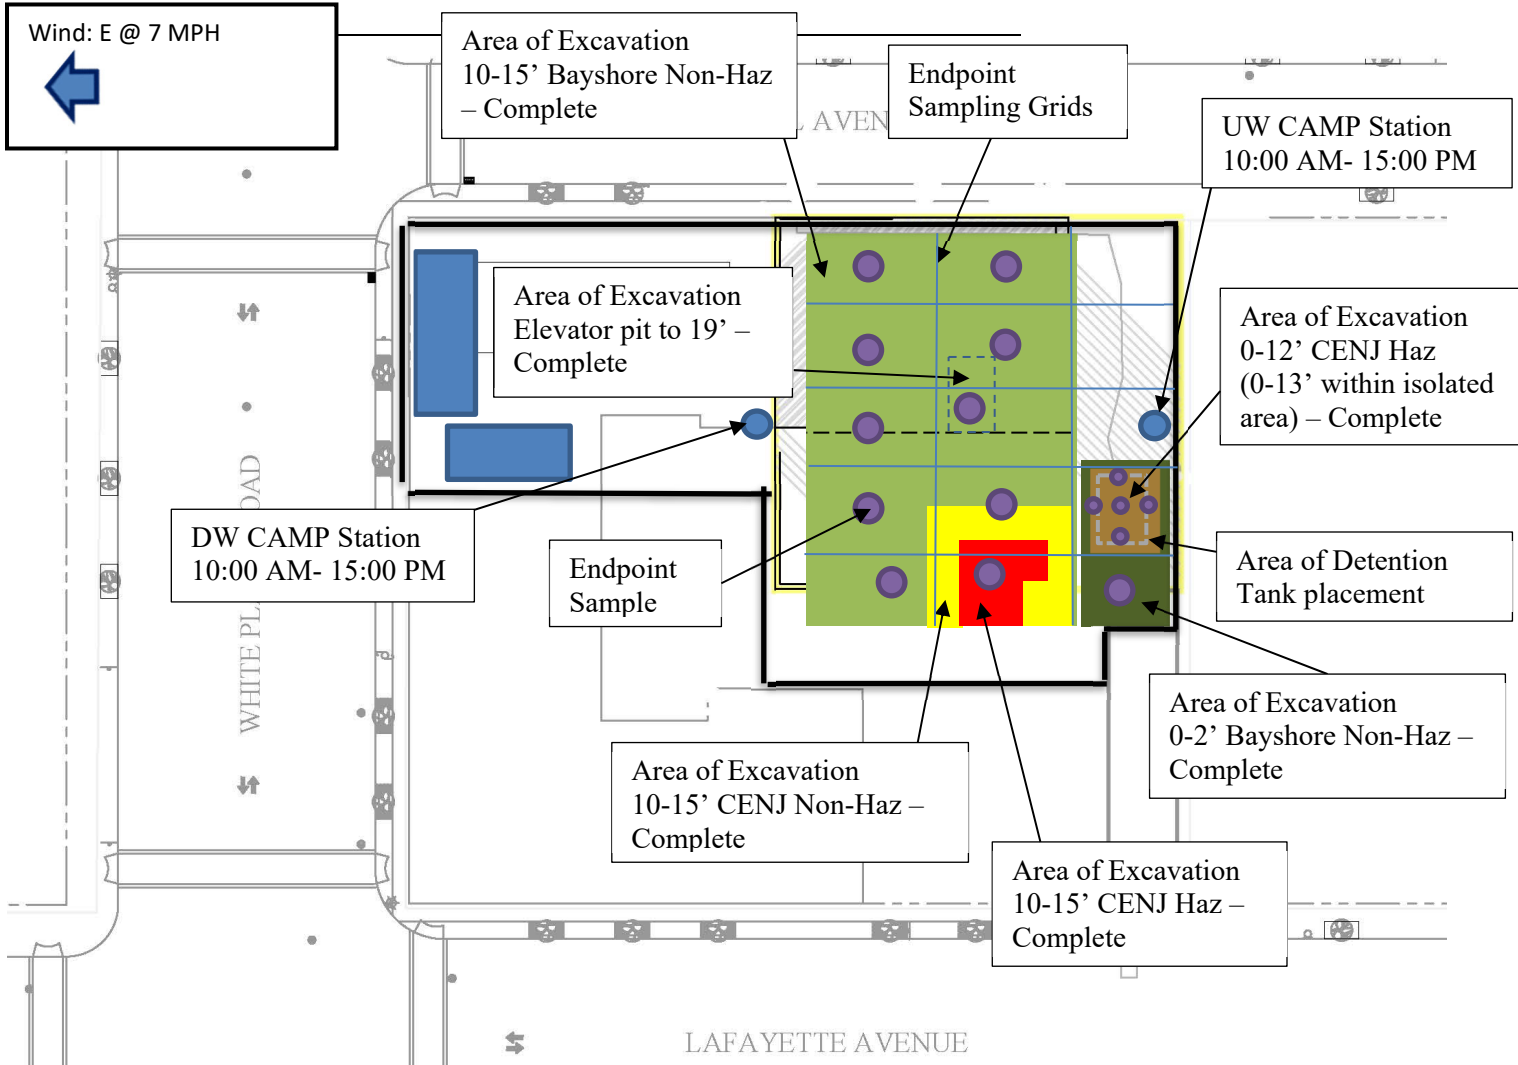 Wind: E @ 7 MPH
Area of Excavation
10-15’ Bayshore Non-Haz
– Complete
Endpoint
Sampling Grids
UW CAMP Station
10:00 AM- 15:00 PM
Area of Excavation
Elevator pit to 19’ –
Complete
Area of Excavation
0-12’ CENJ Haz
(0-13’ within isolated
area) – Complete
DW CAMP Station
10:00 AM- 15:00 PM
Endpoint
Sample
Area of Detention
Tank placement
Area of Excavation
0-2’ Bayshore Non-Haz –
Complete
Area of Excavation
10-15’ CENJ Non-Haz –
Complete
Area of Excavation
10-15’ CENJ Haz –
Complete
WHITE
LAFAYETTE AVENUE